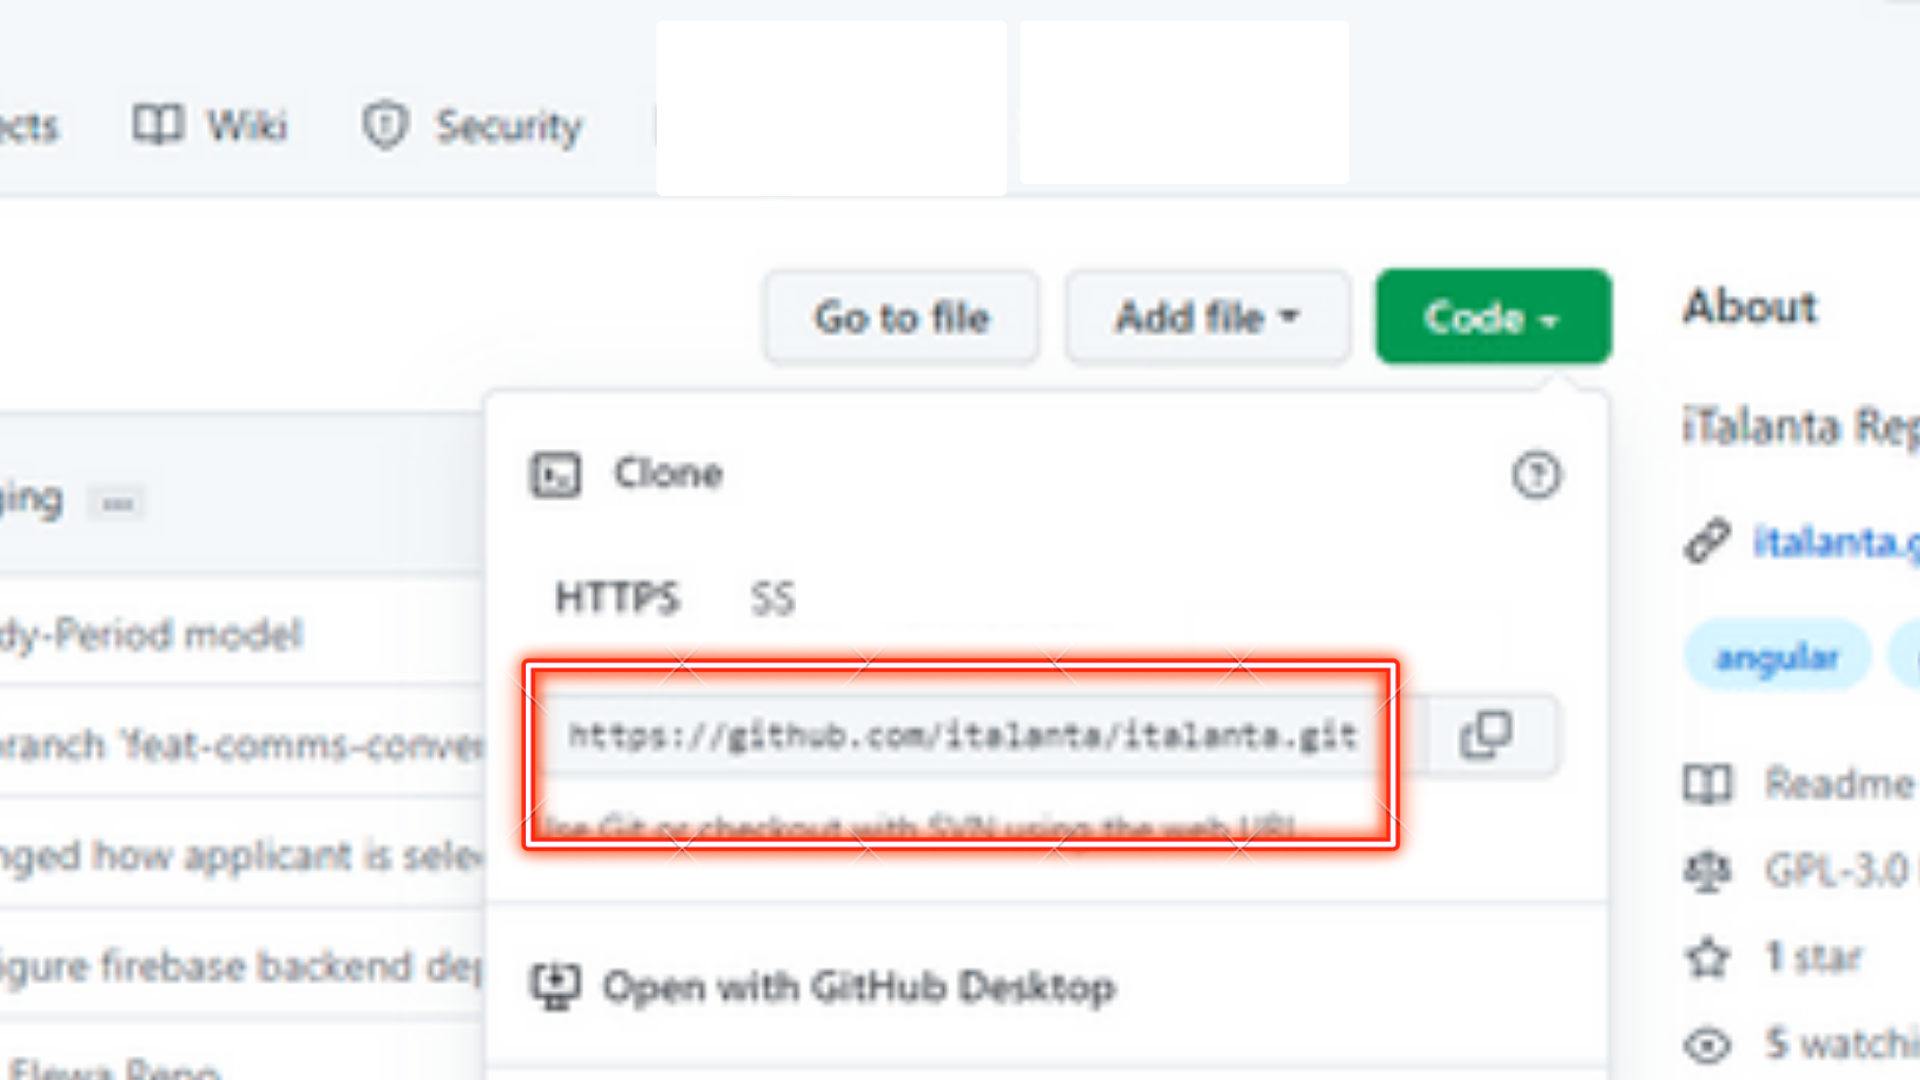 ects
Wiki
Security
Go to file
Add file
Code
About
iTalanta Rep
Clone
ing
...
italanta.g
HTTPS
SS
dy-Period model
angular
https://github.com/italanta/italanta.git
ranch 'feat-comms-conver
Readme
Use Git or checkout with SVN using the web URL.
nged how applicant is selec
GPL-3.0
igure firebase backend dep
1 star
Open with GitHub Desktop
5 watchi
Elewa Repo